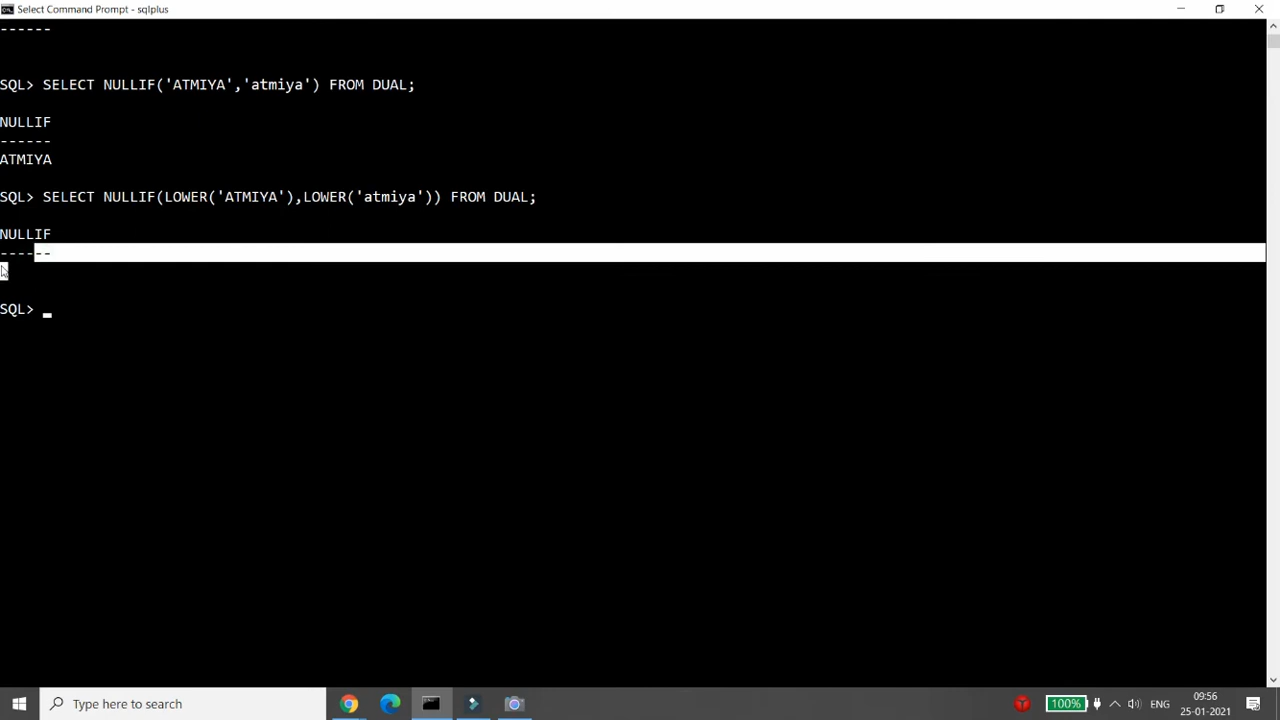 Select Command Prompt - sqlplus
------
SQL> SELECT NULLIF('ATMIYA','atmiya') FROM DUAL;
NULLIF
------
ATMIYA
SQL> SELECT NULLIF(LOWER('ATMIYA'),LOWER('atmiya')) FROM DUAL;
NULLIF
------
SQL>
Type here to search
100%
ENG
09:56
25-01-2021